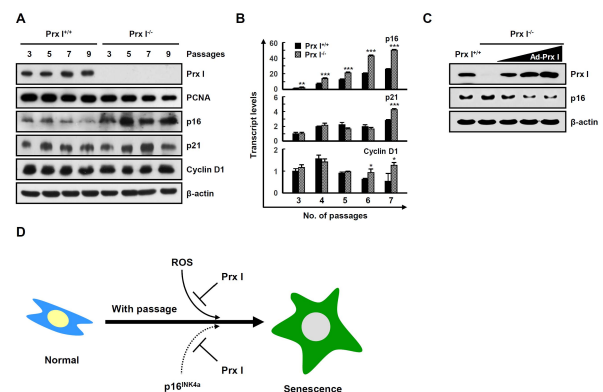 A
Prx I+/+ Prx I-/-
3 5 7 9 3 5 7 9 Passages
Prx I
PCNA
p16
p21
Cyclin D1
β-actin
B
p16
Prx I+/+
Prx I-/-
60
40
20
0
** *** *** *** ***
p21
6
4
2
0
***
Cyclin D1
2
1
0
* *
Transcript levels
3 4 5 6 7
No. of passages
C
Prx I-/-
Prx I+/+ Ad-Prx I
Prx I
p16
β-actin
D
ROS
Prx I
With passage
Normal
Prx I
p16INK4a
Senescence